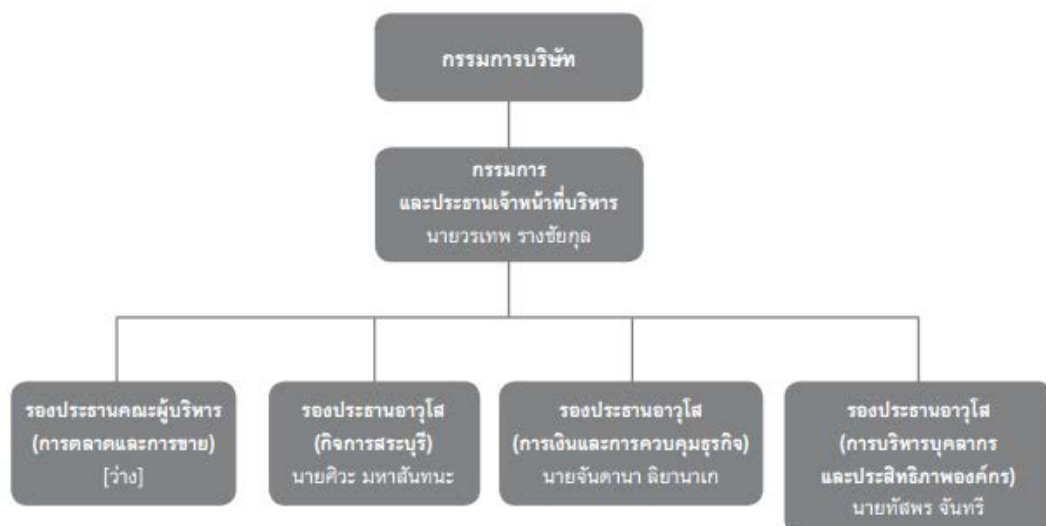 กรรมการบริษัท
กรรมการ
และประธานเจ้าหน้าที่บริหาร
นายวรเทพ รางชัยกุล
รองประธานคณะผู้บริหาร
(การตลาดและการขาย)
[ว่าง]
รองประธานอาวุโส
(กิจการสระบุรี)
นายศิวะ มหาสันทนะ
รองประธานอาวุโส
(การเงินและการควบคุมธุรกิจ)
นายจันดานา ลิยานาเก
รองประธานอาวุโส
(การบริหารบุคลากร
และประสิทธิภาพองค์กร)
นายทัสพร จันทรี